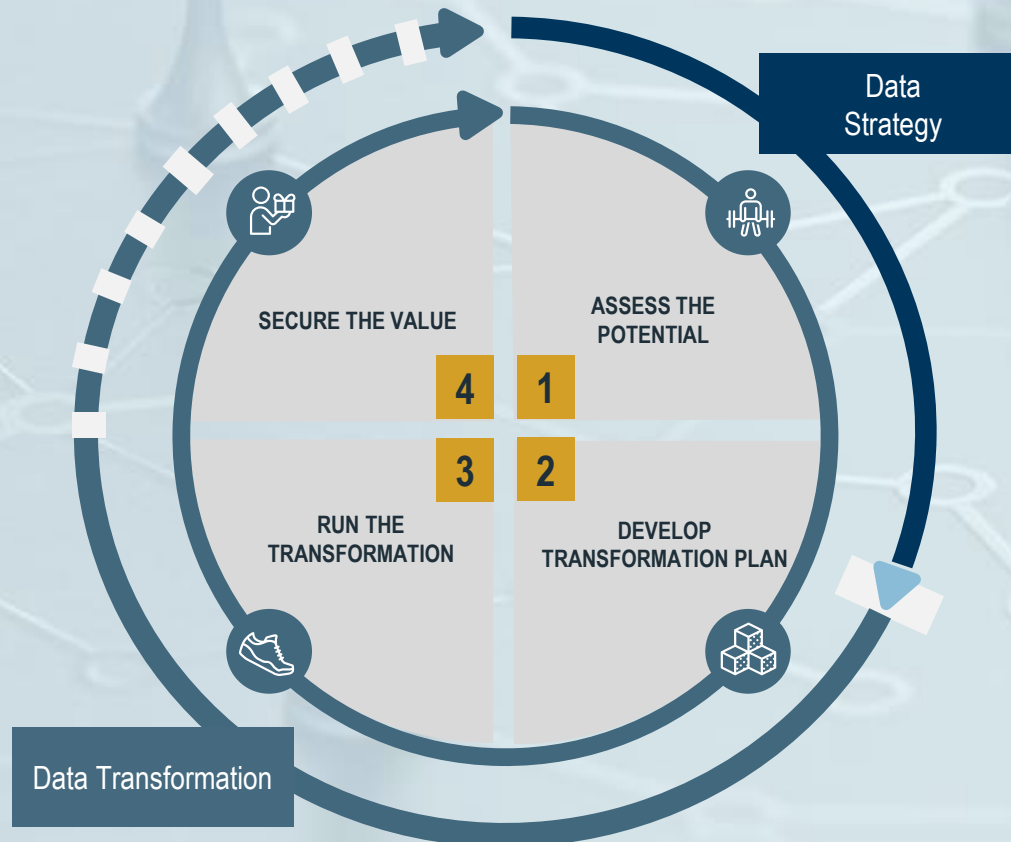 Data
Strategy
ASSESS THE
POTENTIAL
SECURE THE VALUE
4
1
3
2
RUN THE
TRANSFORMATION
DEVELOP
TRANSFORMATION PLAN
Data Transformation